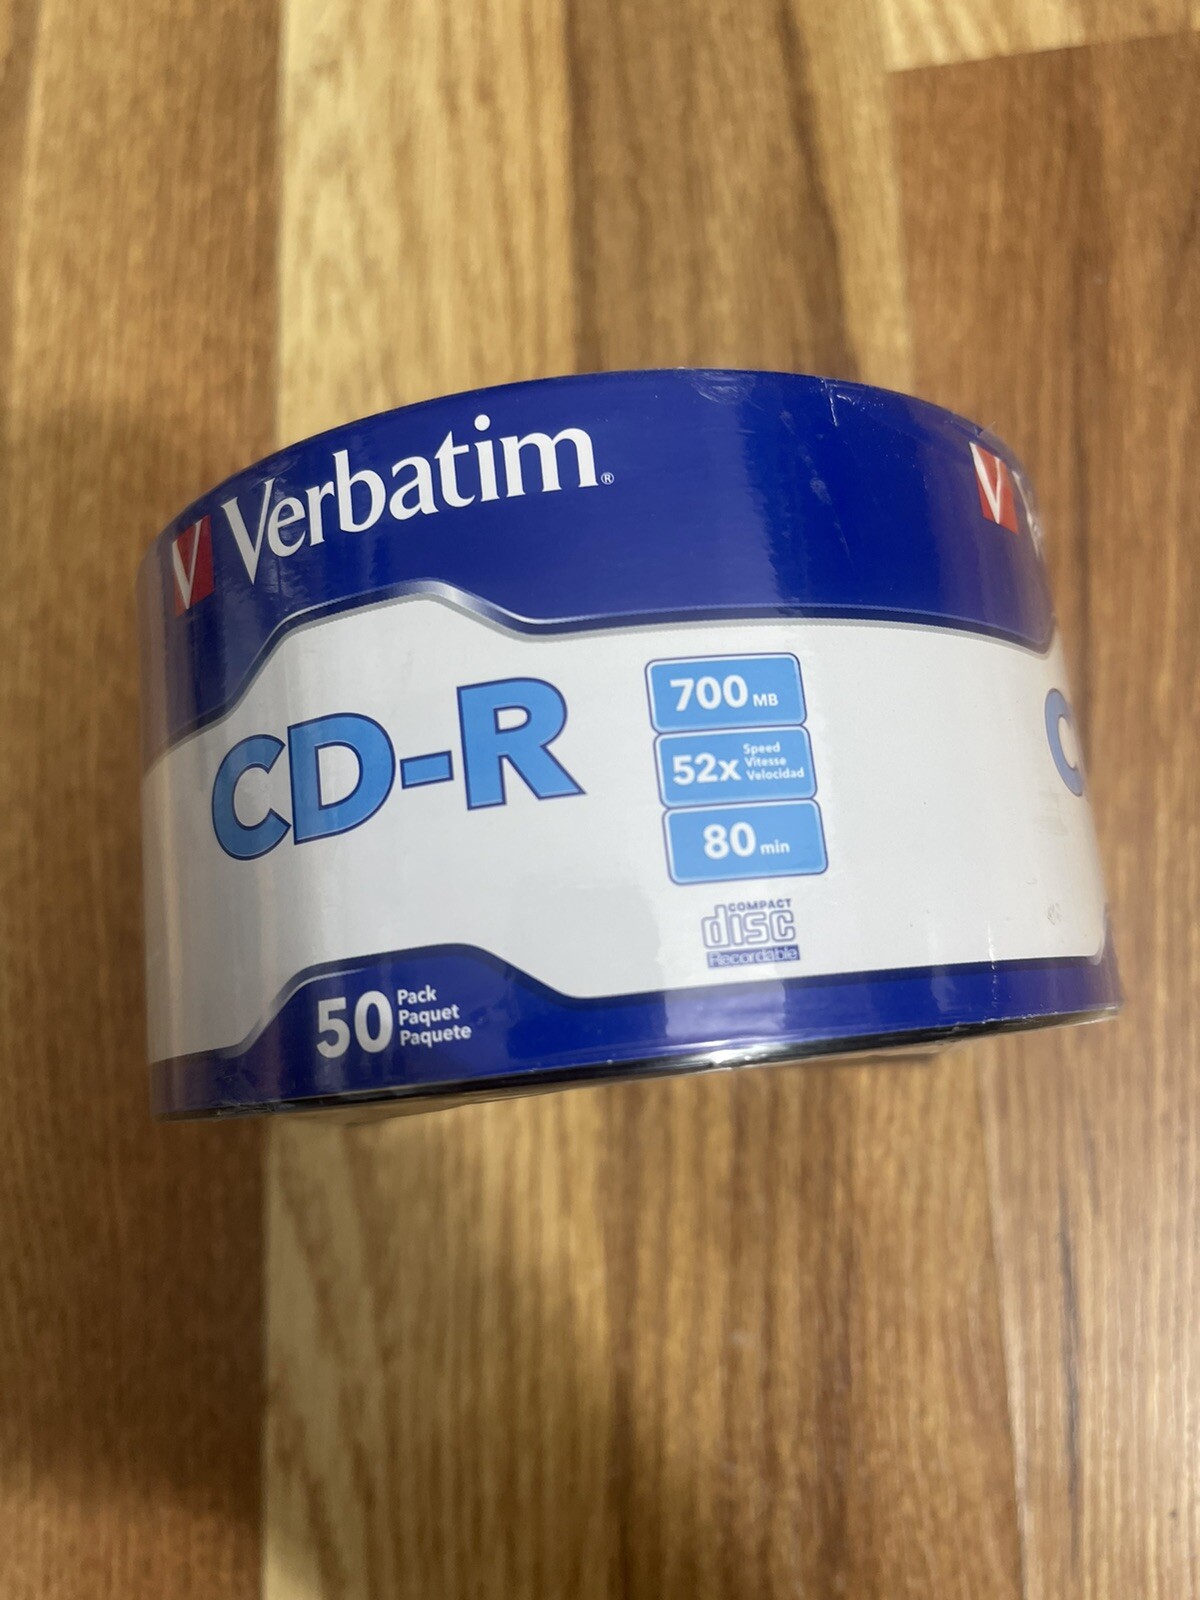 V Verbatim®
V
CD-R
C
700 MB
52x Speed
Vitesse
Velocidad
80 min
COMPACT
disc
Recordable
50 Pack
Paquet
Paquete